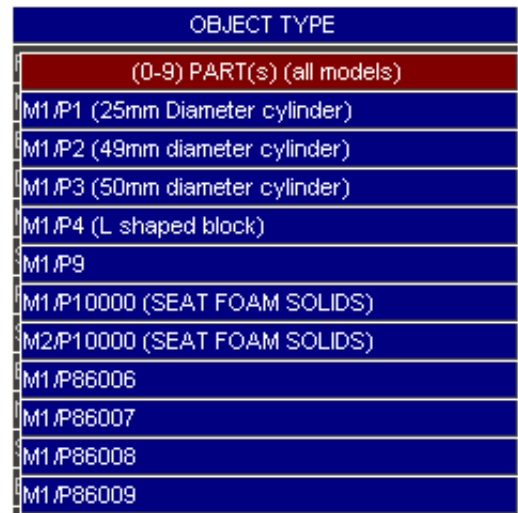 OBJECT TYPE
(0-9) PART(s) (all models)
M1/P1 (25mm Diameter cylinder)
M1/P2 (49mm diameter cylinder)
M1/P3 (50mm diameter cylinder)
M1/P4 (L shaped block)
M1/P9
M1/P10000 (SEAT FOAM SOLIDS)
M2/P10000 (SEAT FOAM SOLIDS)
M1/P86006
M1/P86007
M1/P86008
M1/P86009